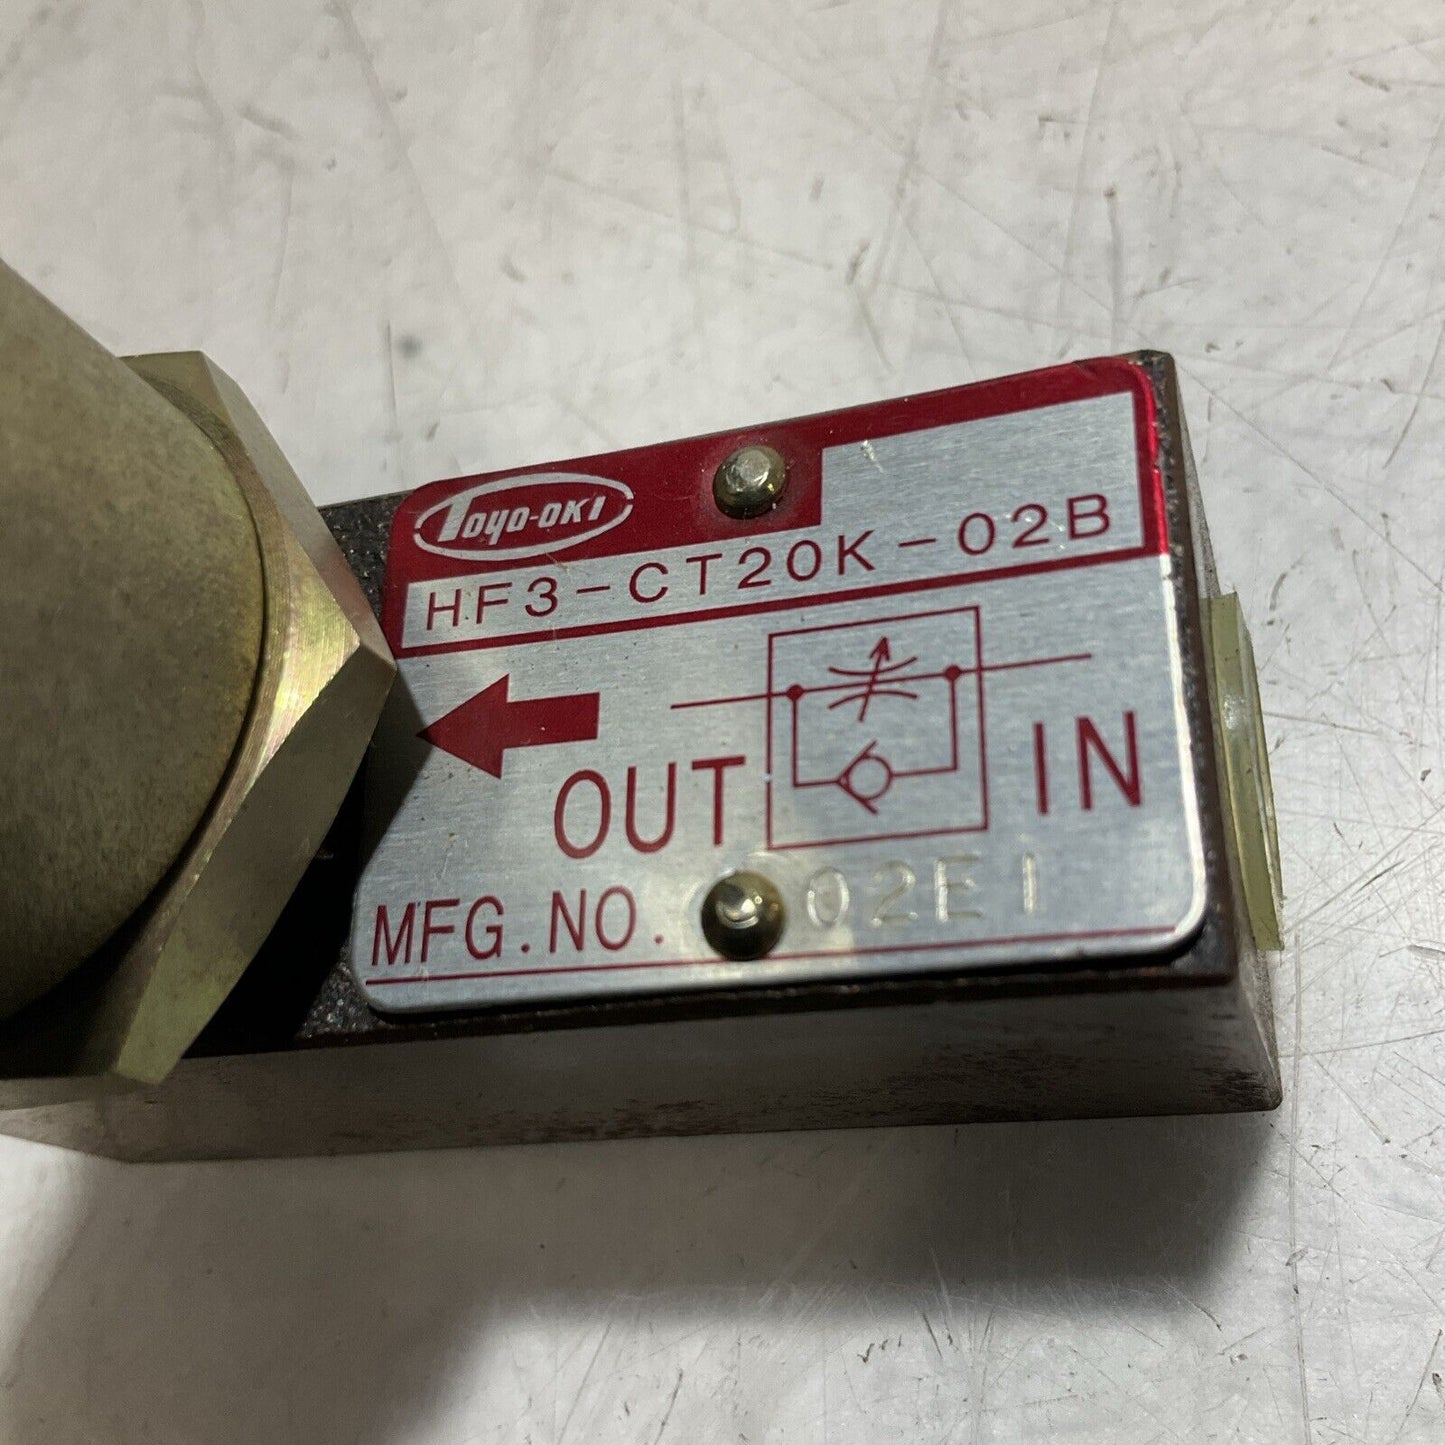 TOYO-OKI
HF3-CT20K-02B
OUT IN
MFG.NO. 02E1